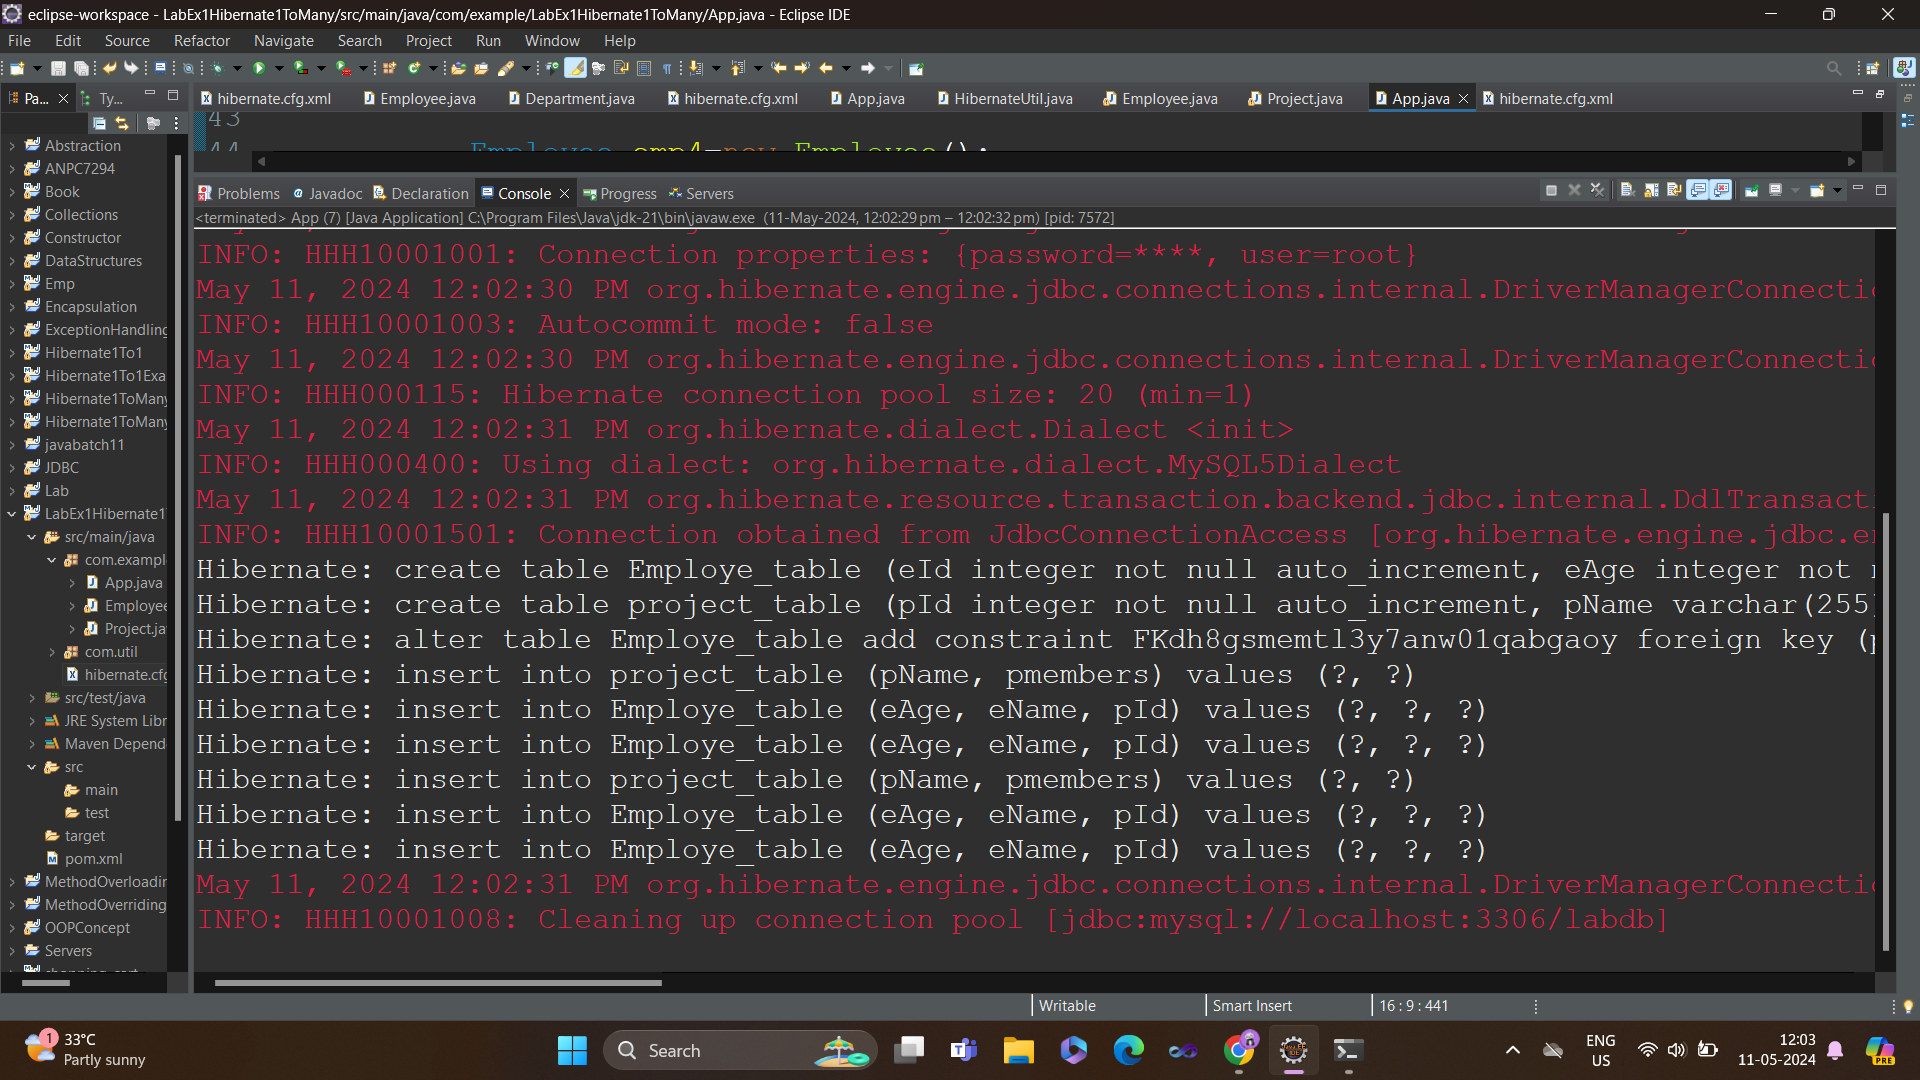 eclipse-workspace - LabEx1Hibernate1ToMany/src/main/java/com/example/LabEx1Hibernate1ToMany/App.java - Eclipse IDE
File Edit Source Refactor Navigate Search Project Run Window Help
Pa... Ty...
hibernate.cfg.xml Employee.java Department.java hibernate.cfg.xml App.java HibernateUtil.java Employee.java Project.java App.java hibernate.cfg.xml
43
44 Employee emp4=new Employee();
Abstraction
ANPC7294
Book
Collections
Constructor
DataStructures
Emp
Encapsulation
ExceptionHandling
Hibernate1To1
Hibernate1To1Exa
Hibernate1ToMany
Hibernate1ToMany
javabatch11
JDBC
Lab
LabEx1Hibernate1
src/main/java
com.exampl
App.java
Employee
Project.ja
com.util
hibernate.cfg
src/test/java
JRE System Libr
Maven Depend
src
main
test
target
pom.xml
MethodOverloadin
MethodOverriding
OOPConcept
Servers
Problems Javadoc Declaration Console Progress Servers
<terminated> App (7) [Java Application] C:\Program Files\Java\jdk-21\bin\javaw.exe (11-May-2024, 12:02:29 pm – 12:02:32 pm) [pid: 7572]
INFO: HHH10001001: Connection properties: {password=****, user=root}
May 11, 2024 12:02:30 PM org.hibernate.engine.jdbc.connections.internal.DriverManagerConnectio
INFO: HHH10001003: Autocommit mode: false
May 11, 2024 12:02:30 PM org.hibernate.engine.jdbc.connections.internal.DriverManagerConnectio
INFO: HHH000115: Hibernate connection pool size: 20 (min=1)
May 11, 2024 12:02:31 PM org.hibernate.dialect.Dialect <init>
INFO: HHH000400: Using dialect: org.hibernate.dialect.MySQL5Dialect
May 11, 2024 12:02:31 PM org.hibernate.resource.transaction.backend.jdbc.internal.DdlTransacti
INFO: HHH10001501: Connection obtained from JdbcConnectionAccess [org.hibernate.engine.jdbc.en
Hibernate: create table Employe_table (eId integer not null auto_increment, eAge integer not n
Hibernate: create table project_table (pId integer not null auto_increment, pName varchar(255)
Hibernate: alter table Employe_table add constraint FKdh8gsmemtl3y7anw01qabgaoy foreign key (p
Hibernate: insert into project_table (pName, pmembers) values (?, ?)
Hibernate: insert into Employe_table (eAge, eName, pId) values (?, ?, ?)
Hibernate: insert into Employe_table (eAge, eName, pId) values (?, ?, ?)
Hibernate: insert into project_table (pName, pmembers) values (?, ?)
Hibernate: insert into Employe_table (eAge, eName, pId) values (?, ?, ?)
Hibernate: insert into Employe_table (eAge, eName, pId) values (?, ?, ?)
May 11, 2024 12:02:31 PM org.hibernate.engine.jdbc.connections.internal.DriverManagerConnectio
INFO: HHH10001008: Cleaning up connection pool [jdbc:mysql://localhost:3306/labdb]
Writable Smart Insert 16 : 9 : 441
1 33°C
Partly sunny
Search
ENG
US
12:03
11-05-2024
PRE